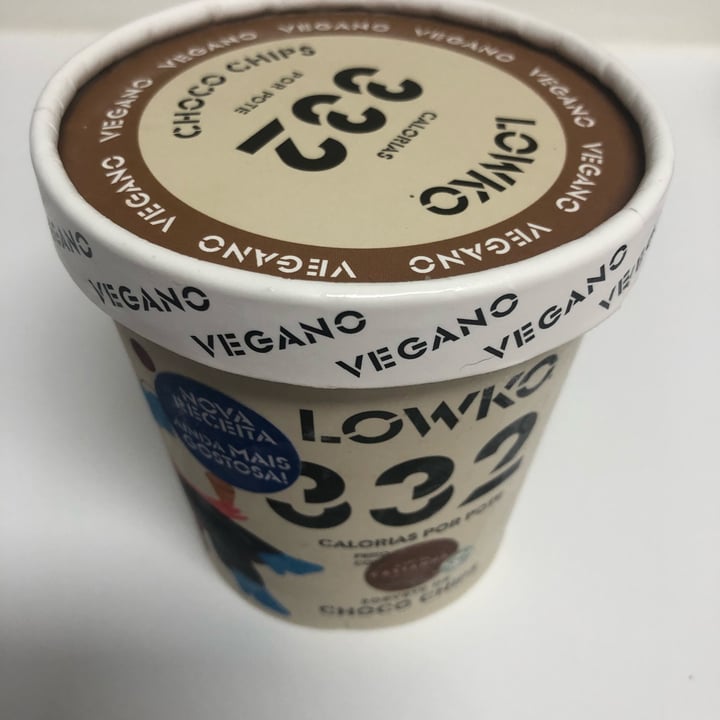 VEGANO VEGANO VEGANO VEGANO VEGANO VEGANO VEGANO VEGANO VEGANO VEGANO
CHOCO CHIPS
332
CALORIAS
POR POTE
LOWKO
VEGANO VEGANO VEGANO VEGANO
NOVA
RECEITA
AINDA MAIS
GOSTOSA!
LOWKO
332
CALORIAS POR POTE
CHOCO CHIPS